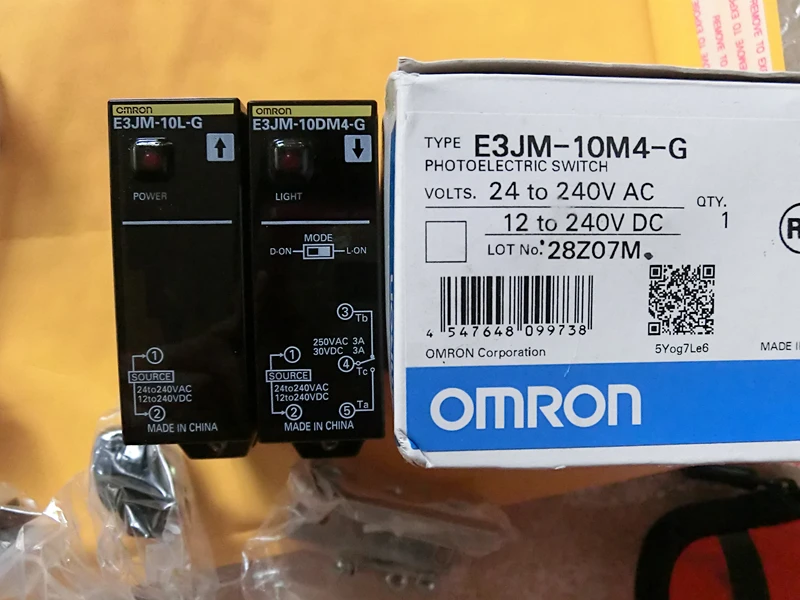 OMRON
E3JM-10L-G
POWER
1
SOURCE
24to240VAC
12to240VDC
2
MADE IN CHINA
OMRON
E3JM-10DM4-G
LIGHT
MODE
D·ON L·ON
3
Tb
250VAC 3A
30VDC 3A
4
Tc
1
SOURCE
24to240VAC
12to240VDC
2
5
Ta
MADE IN CHINA
TYPE E3JM-10M4-G
PHOTOELECTRIC SWITCH
VOLTS. 24 to 240V AC
12 to 240V DC
QTY.
1
LOT No. 28Z07M
4 547648 099738
5Yog7Le6
OMRON Corporation
MADE I
R
OMRON
REMOVE TO EX